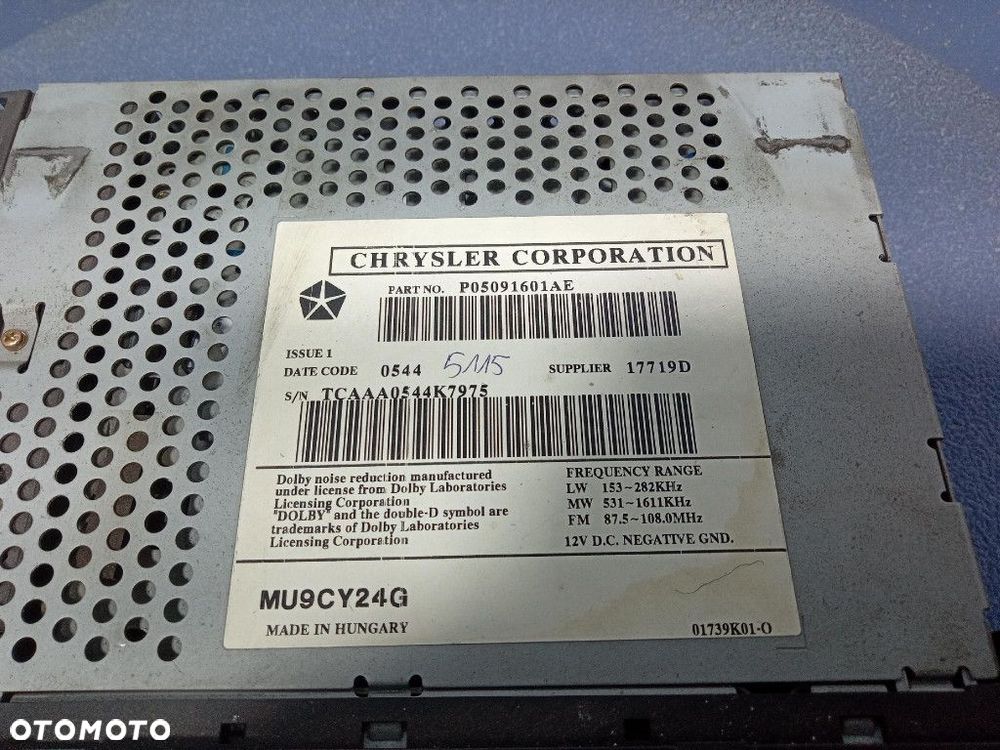 CHRYSLER CORPORATION
PART NO. P05091601AE
ISSUE 1
DATE CODE 0544 5115 SUPPLIER 17719D
S/N TCAAA0544K7975
Dolby noise reduction manufactured
under license from Dolby Laboratories
Licensing Corporation
"DOLBY" and the double-D symbol are
trademarks of Dolby Laboratories
Licensing Corporation
FREQUENCY RANGE
LW 153~282KHz
MW 531~1611KHz
FM 87.5~108.0MHz
12V D.C. NEGATIVE GND.
MU9CY24G
MADE IN HUNGARY
01739K01-O
OTOMOTO